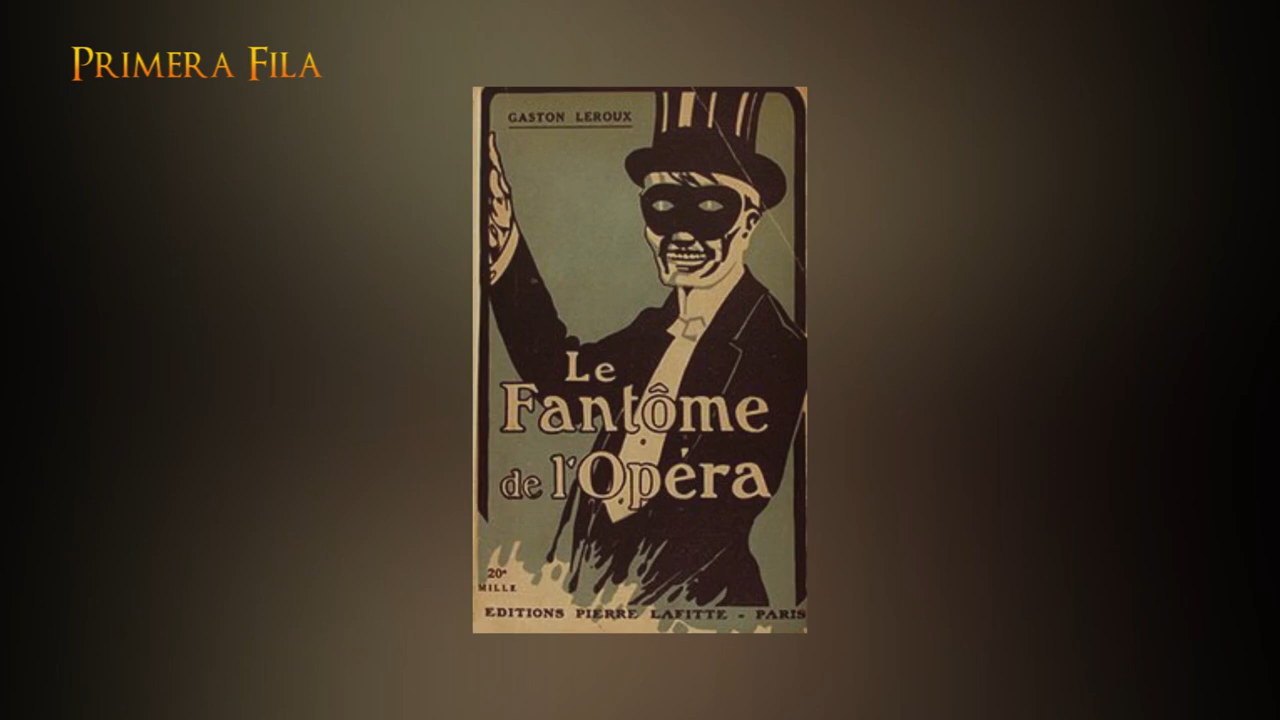 PRIMERA FILA
GASTON LEROUX
Le
Fantôme
de l'Opéra
20e
MILLE
EDITIONS PIERRE LAFITTE - PARIS